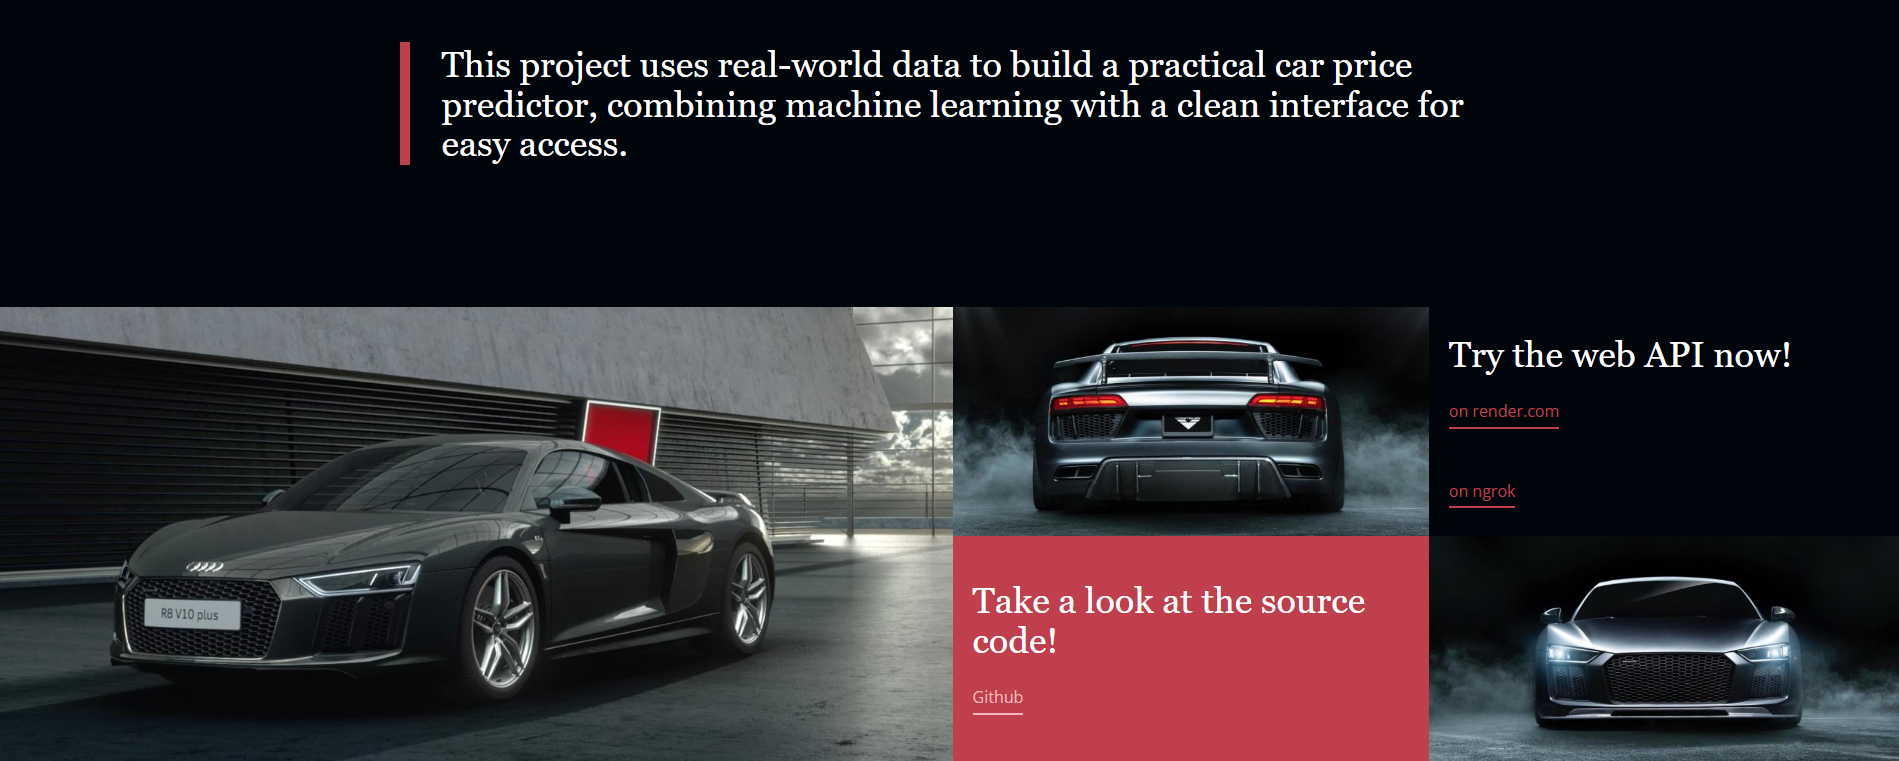 This project uses real-world data to build a practical car price
predictor, combining machine learning with a clean interface for
easy access.
R8 V10 plus
Try the web API now!
on render.com
on ngrok
Take a look at the source
code!
Github